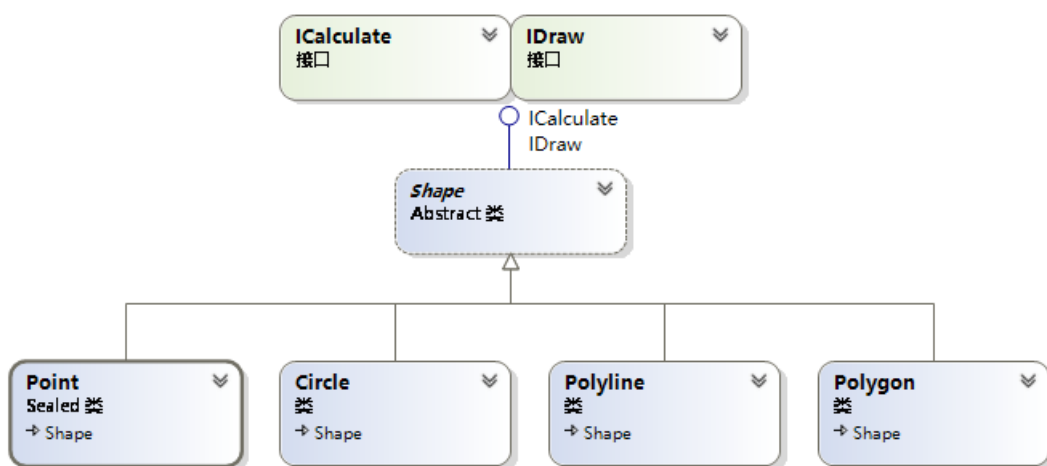 ICalculate
接口
IDraw
接口
ICalculate
IDraw
Shape
Abstract 类
Point
Sealed 类
Shape
Circle
类
Shape
Polyline
类
Shape
Polygon
类
Shape